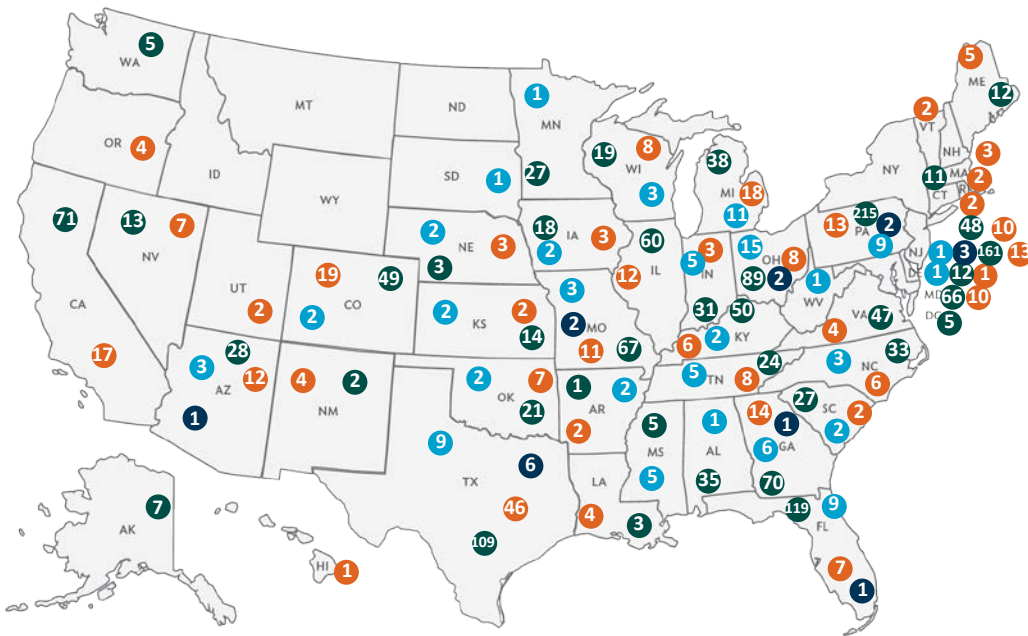 WA
5
OR
4
CA
71
17
NV
13
7
ID
MT
WY
UT
2
AZ
3
28
12
1
CO
19
49
2
NM
4
2
ND
SD
1
NE
2
3
3
KS
2
2
14
OK
2
7
21
TX
9
6
46
109
MN
1
27
IA
18
3
2
MO
3
2
11
67
AR
1
2
2
LA
4
3
WI
19
8
3
IL
60
12
MI
38
18
11
IN
3
5
31
OH
15
8
89
2
KY
50
2
6
TN
5
8
24
MS
5
5
AL
1
35
GA
14
1
6
70
FL
119
9
7
1
SC
27
2
2
NC
3
33
6
VA
47
4
WV
1
PA
13
215
2
9
NY
ME
5
12
VT
2
NH
3
MA
11
2
RI
2
CT
48
10
NJ
1
3
161
13
DE
1
12
1
MD
66
10
DC
5
AK
7
HI
1